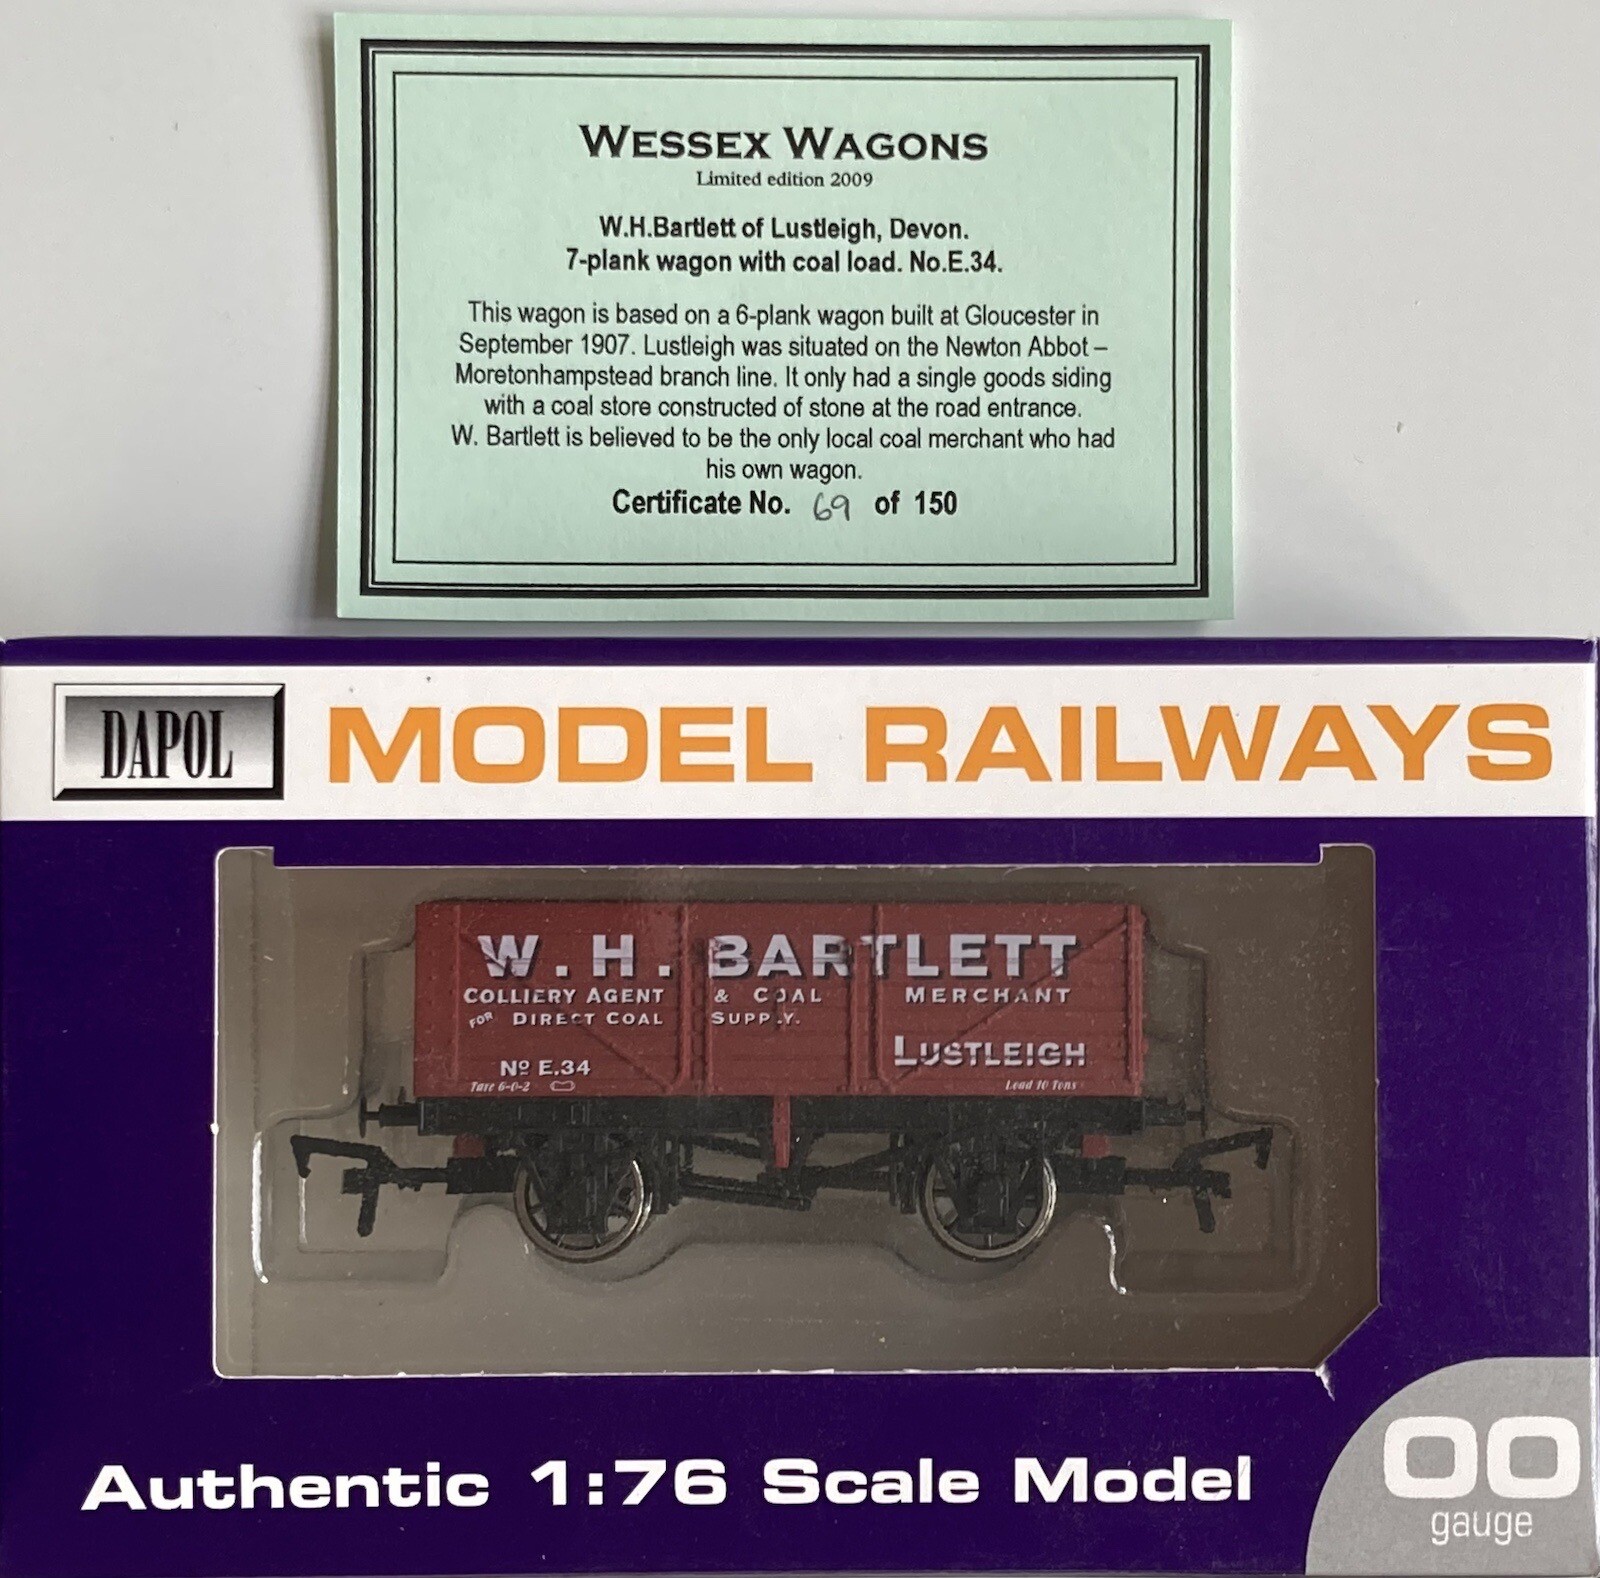 WESSEX WAGONS
Limited edition 2009
W.H.Bartlett of Lustleigh, Devon.
7-plank wagon with coal load. No.E.34.
This wagon is based on a 6-plank wagon built at Gloucester in
September 1907. Lustleigh was situated on the Newton Abbot –
Moretonhampstead branch line. It only had a single goods siding
with a coal store constructed of stone at the road entrance.
W. Bartlett is believed to be the only local coal merchant who had
his own wagon.
Certificate No. 69 of 150
DAPOL MODEL RAILWAYS
W. H. BARTLETT
COLLIERY AGENT & COAL MERCHANT
FOR DIRECT COAL SUPPLY.
LUSTLEIGH
Nº E.34
Tare 6-0-2 Load 10 Tons
Authentic 1:76 Scale Model
OO
gauge